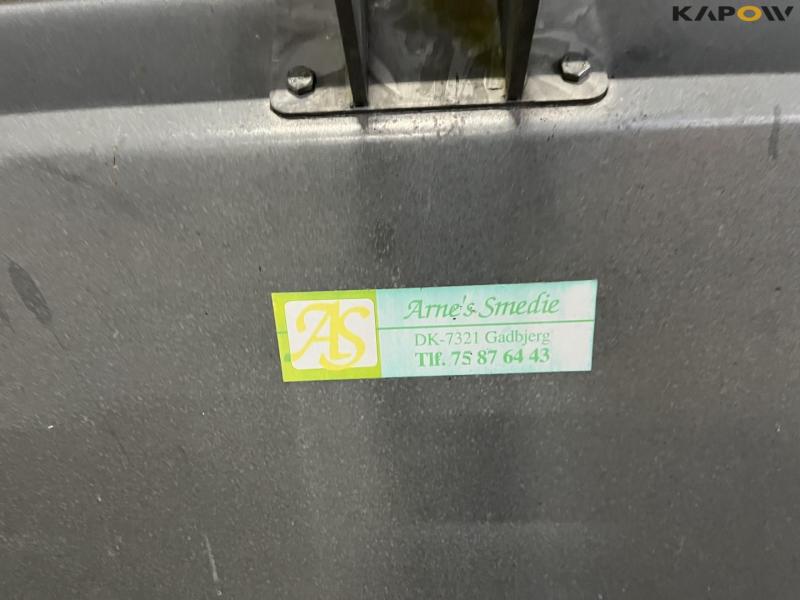 KAPOW
AS
Arne's Smedie
DK-7321 Gadbjerg
Tlf. 75 87 64 43